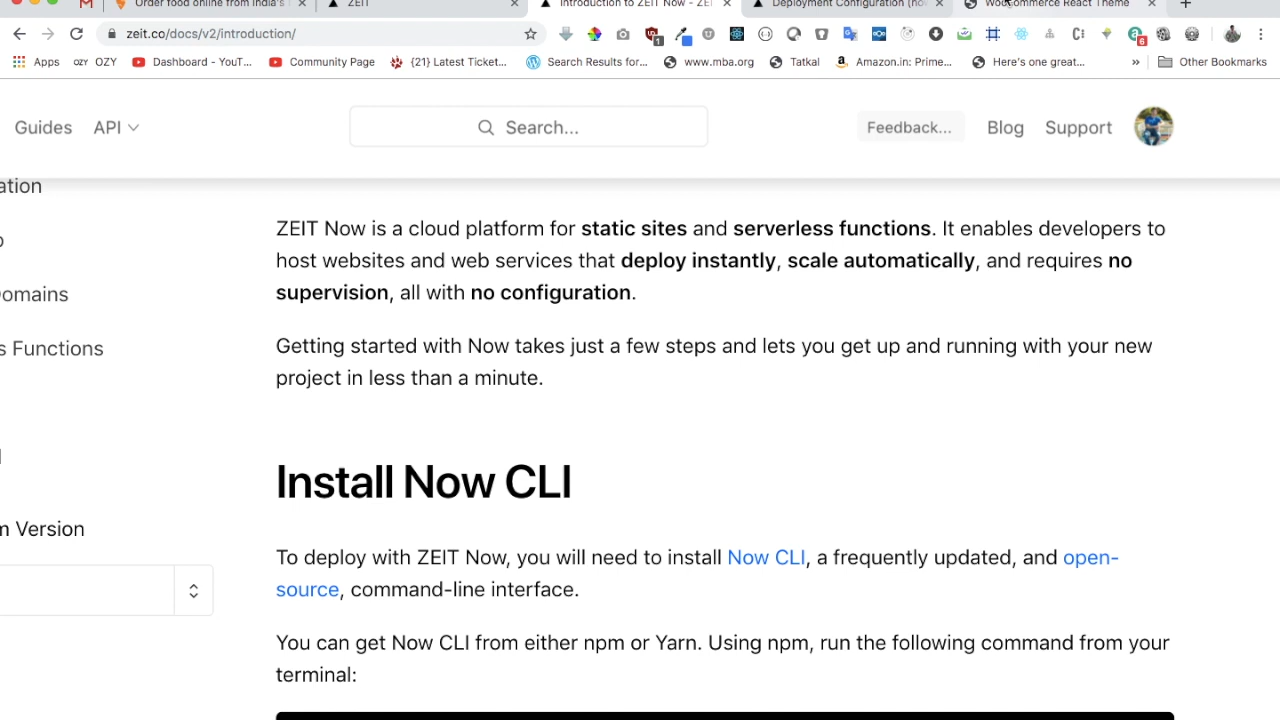 Order food online from India's
ZEIT
Introduction to ZEIT Now - ZE
Deployment Configuration (no
WooCommerce React Theme
zeit.co/docs/v2/introduction/
1
6
Apps
OZY OZY
Dashboard - YouT...
Community Page
{21} Latest Ticket...
Search Results for...
www.mba.org
Tatkal
Amazon.in: Prime...
Here's one great...
»
Other Bookmarks
Guides
API
Search...
Feedback...
Blog
Support
ation
o
Domains
s Functions
m Version
ZEIT Now is a cloud platform for static sites and serverless functions. It enables developers to
host websites and web services that deploy instantly, scale automatically, and requires no
supervision, all with no configuration.
Getting started with Now takes just a few steps and lets you get up and running with your new
project in less than a minute.
Install Now CLI
To deploy with ZEIT Now, you will need to install Now CLI, a frequently updated, and open-
source, command-line interface.
You can get Now CLI from either npm or Yarn. Using npm, run the following command from your
terminal: